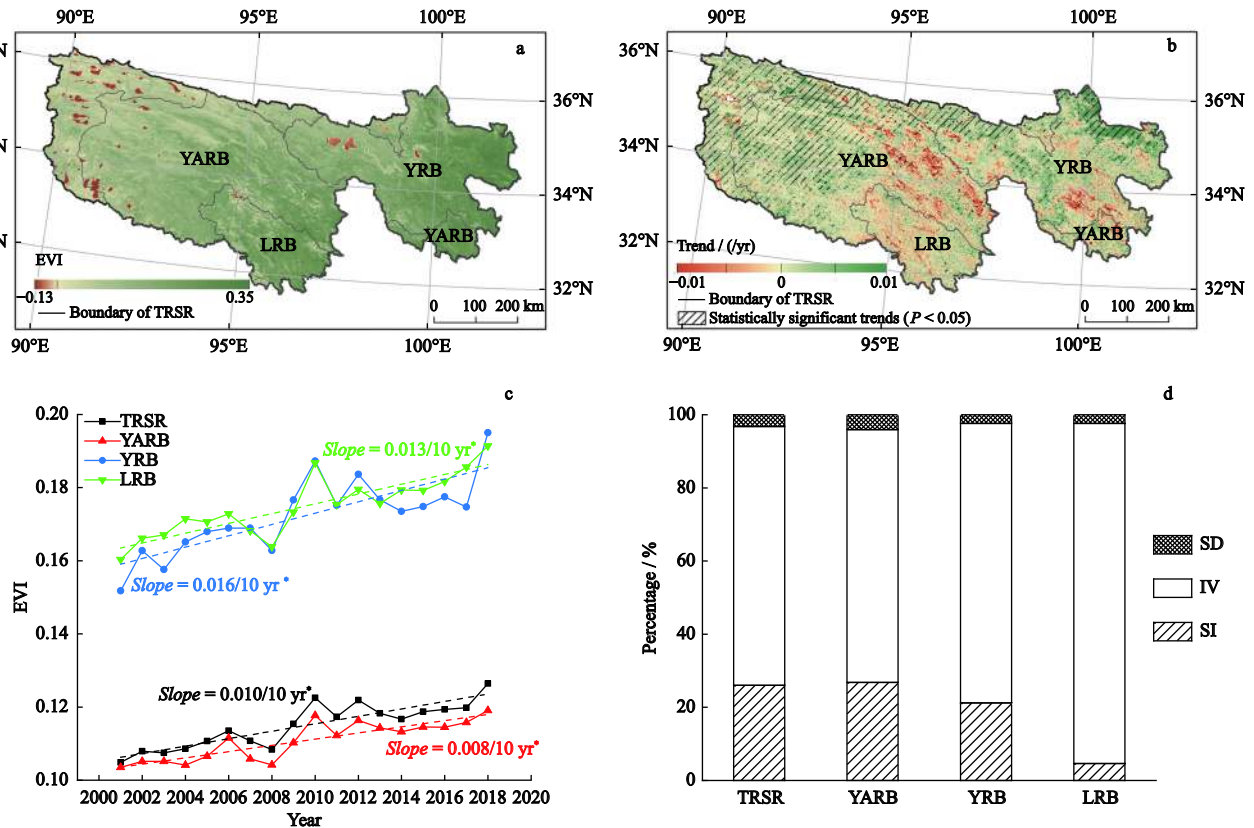 90°E 95°E 100°E
a
N
36°N
34°N
N
32°N
YARB
YRB
LRB
YARB
EVI
−0.13 0.35
Boundary of TRSR
0 100 200 km
90°E 95°E 100°E
90°E 95°E 100°E
b
36°N
34°N
32°N
36°N
34°N
32°N
YARB
YRB
LRB
YARB
Trend / (/yr)
−0.01 0 0.01
Boundary of TRSR
Statistically significant trends (P < 0.05)
0 100 200 km
90°E 95°E 100°E
c
TRSR
YARB
YRB
LRB
Slope = 0.013/10 yr*
Slope = 0.016/10 yr*
Slope = 0.010/10 yr*
Slope = 0.008/10 yr*
EVI
0.20
0.18
0.16
0.14
0.12
0.10
2000 2002 2004 2006 2008 2010 2012 2014 2016 2018 2020
Year
d
Percentage / %
100
80
60
40
20
0
TRSR YARB YRB LRB
SD
IV
SI